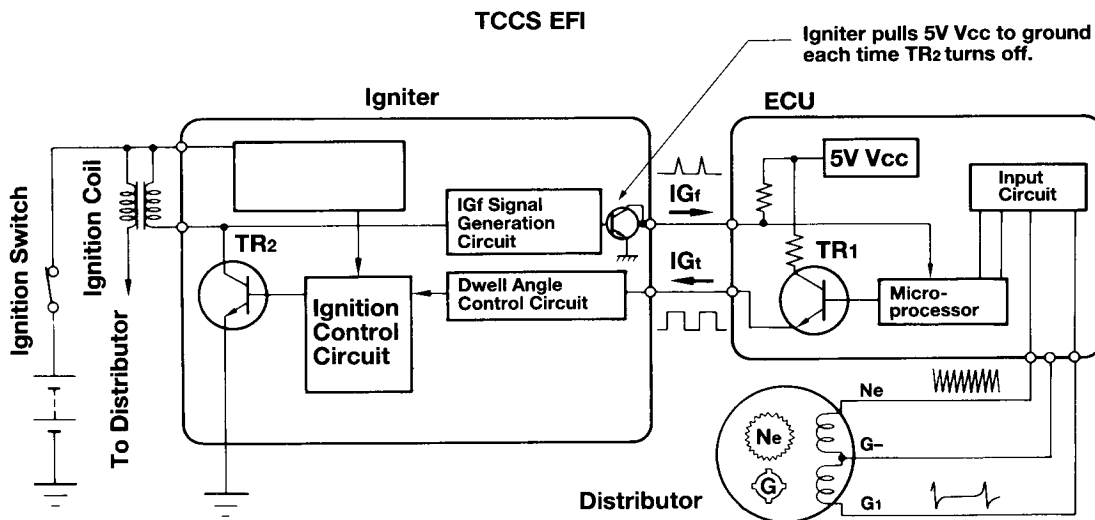 TCCS EFI
Igniter pulls 5V Vcc to ground
each time TR2 turns off.
Igniter
ECU
5V Vcc
Input
Circuit
Ignition Switch
Ignition Coil
To Distributor
IGf Signal
Generation
Circuit
IGf
TR2
TR1
IGt
Dwell Angle
Control Circuit
Ignition
Control
Circuit
Micro-
processor
Ne
Ne
G–
G
G1
Distributor